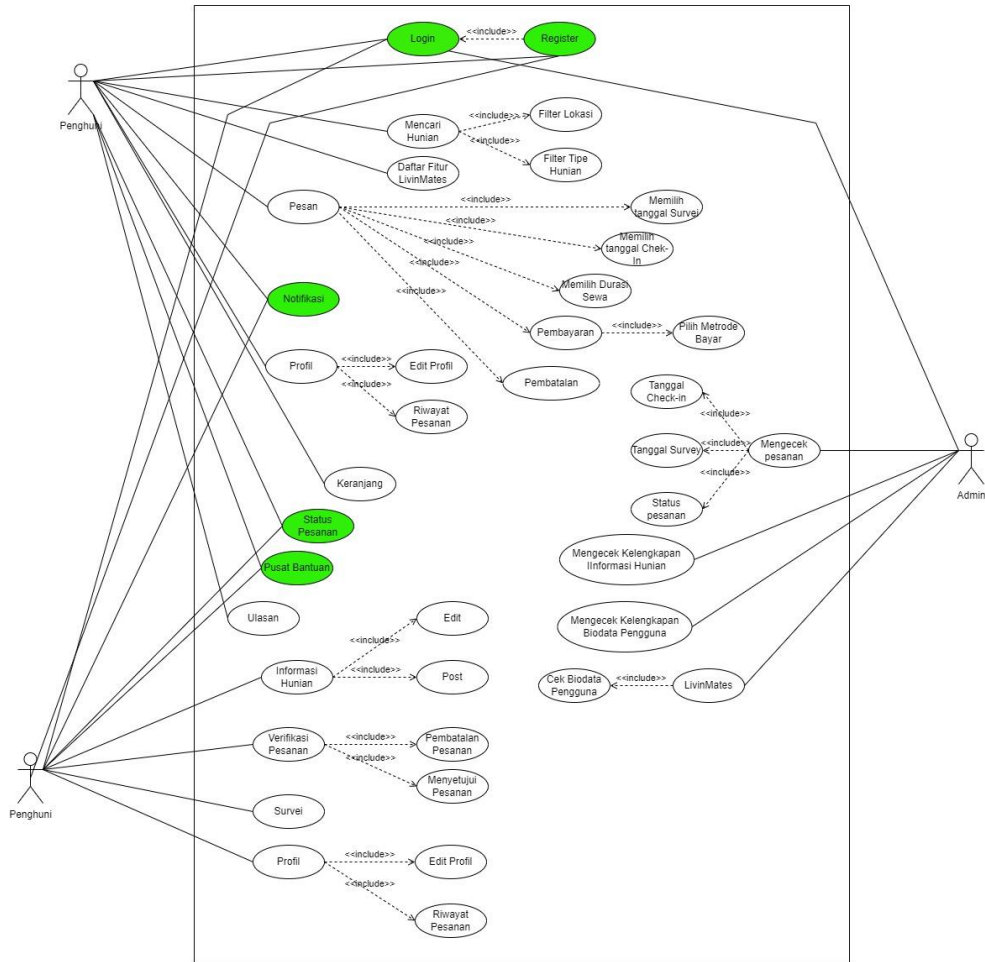 Login
<<include>>
Register
Penghuni
Mencari
Hunian
<<include>>
Filter Lokasi
<<include>>
Filter Tipe
Hunian
Daftar Fitur
LivinMates
Pesan
<<include>>
Memilih
tanggal Survei
<<include>>
Memilih
tanggal Chek-
In
<<include>>
Memilih Durasi
Sewa
<<include>>
Pembayaran
<<include>>
Pilih Metrode
Bayar
<<include>>
Pembatalan
Notifikasi
Profil
<<include>>
Edit Profil
<<include>>
Riwayat
Pesanan
Tanggal
Check-in
<<include>>
Tanggal Survey
<<include>>
Mengecek
pesanan
<<include>>
Status
pesanan
Admin
Keranjang
Status
Pesanan
Pusat Bantuan
Mengecek Kelengkapan
IInformasi Hunian
Ulasan
Mengecek Kelengkapan
Biodata Pengguna
Informasi
Hunian
<<include>>
Edit
<<include>>
Post
Cek Biodata
Pengguna
<<include>>
LivinMates
Verifikasi
Pesanan
<<include>>
Pembatalan
Pesanan
<<include>>
Menyetujui
Pesanan
Penghuni
Survei
Profil
<<include>>
Edit Profil
<<include>>
Riwayat
Pesanan